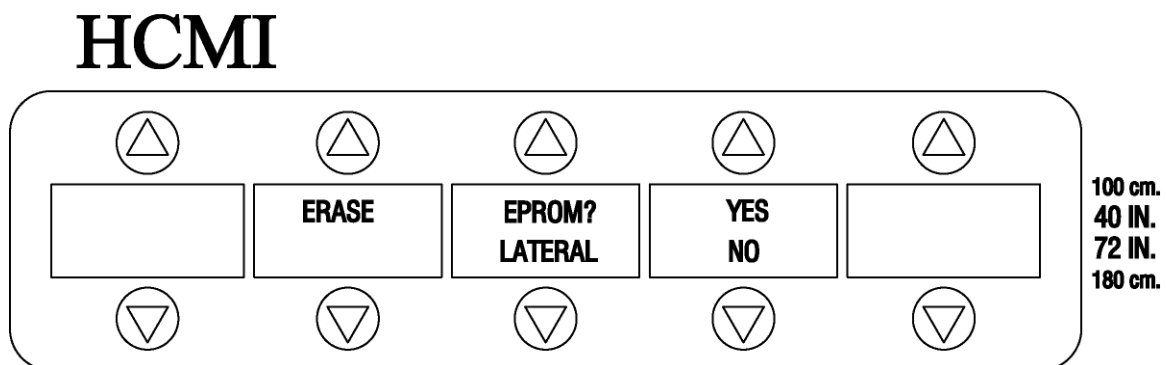 HCMI
ERASE EPROM? YES
LATERAL NO
100 cm.
40 IN.
72 IN.
180 cm.